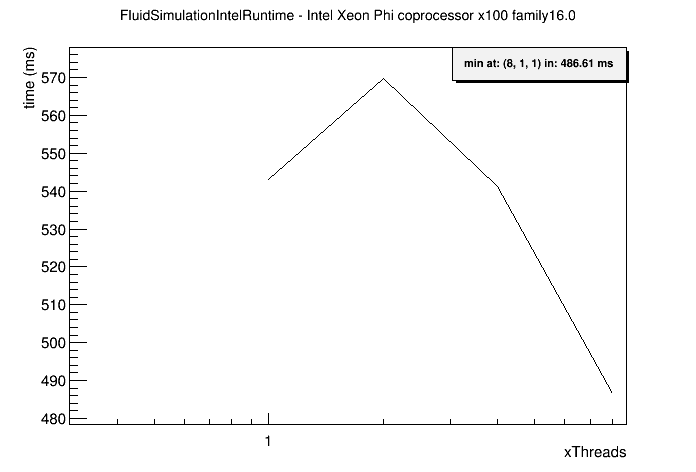 FluidSimulationIntelRuntime - Intel Xeon Phi coprocessor x100 family16.0
time (ms)
min at: (8, 1, 1) in: 486.61 ms
570
560
550
540
530
520
510
500
490
480
1
xThreads